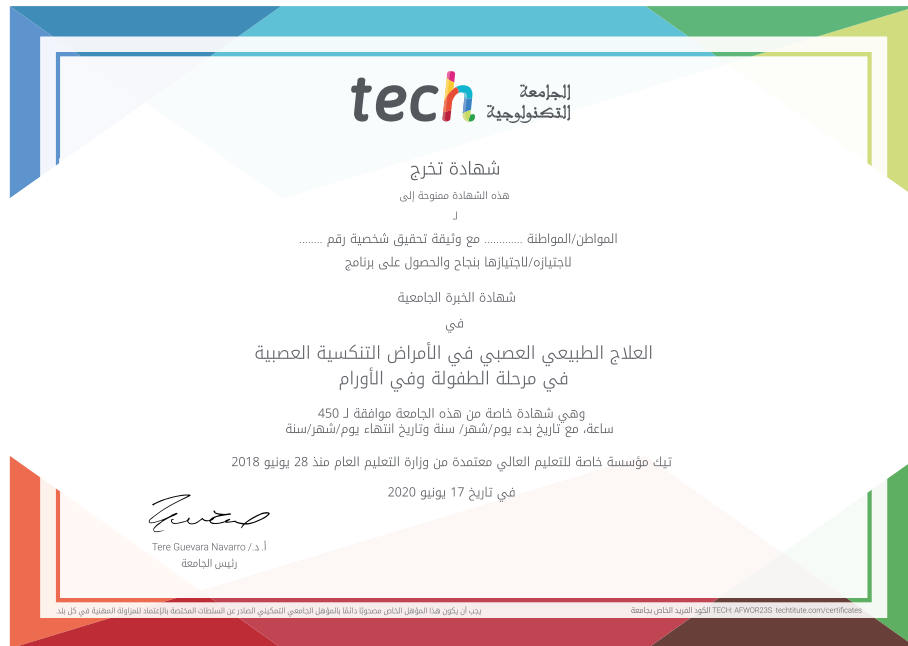 tech الجامعة
التكنولوجية
شهادة تخرج
هذه الشهادة ممنوحة إلى
لـ
المواطن/المواطنة ............ مع وثيقة تحقيق شخصية رقم ........
لاجتيازه/لاجتيازها بنجاح والحصول على برنامج
شهادة الخبرة الجامعية
في
العلاج الطبيعي العصبي في الأمراض التنكسية العصبية
في مرحلة الطفولة وفي الأورام
وهي شهادة خاصة من هذه الجامعة موافقة لـ 450
ساعة، مع تاريخ بدء يوم/شهر/ سنة وتاريخ انتهاء يوم/شهر/سنة
تيك مؤسسة خاصة للتعليم العالي معتمدة من وزارة التعليم العام منذ 28 يونيو 2018
في تاريخ 17 يونيو 2020
أ.د./ Tere Guevara Navarro
رئيس الجامعة
يجب أن يكون هذا المؤهل الخاص مصحوبًا دائمًا بالمؤهل الجامعي التمكيني الصادر عن السلطات المختصة بالإعتماد للمزاولة المهنية في كل بلد.
الكود الفريد الخاص بجامعة TECH: AFWOR23S techtitute.com/certificates